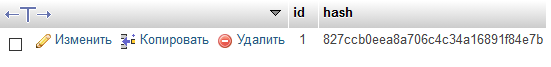 id hash
Изменить Копировать Удалить 1 827ccb0eea8a706c4c34a16891f84e7b